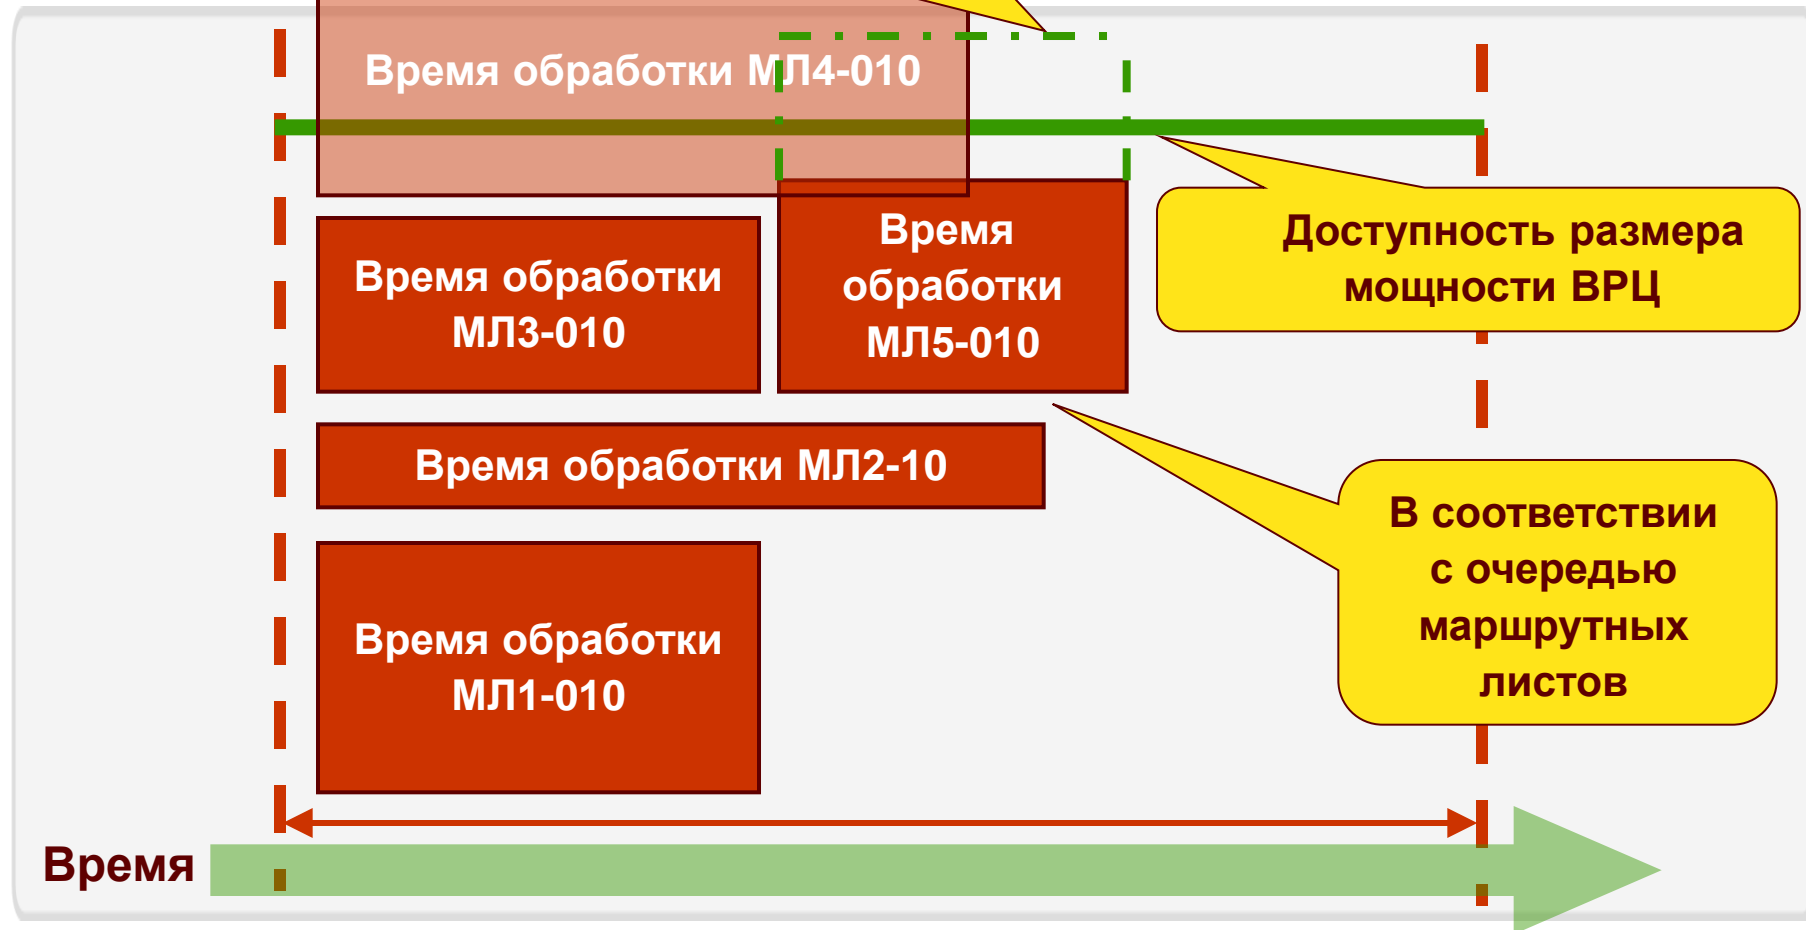 Время обработки МЛ4-010
Время обработки
МЛ3-010
Время
обработки
МЛ5-010
Доступность размера
мощности ВРЦ
Время обработки МЛ2-10
В соответствии
с очередью
маршрутных
листов
Время обработки
МЛ1-010
Время